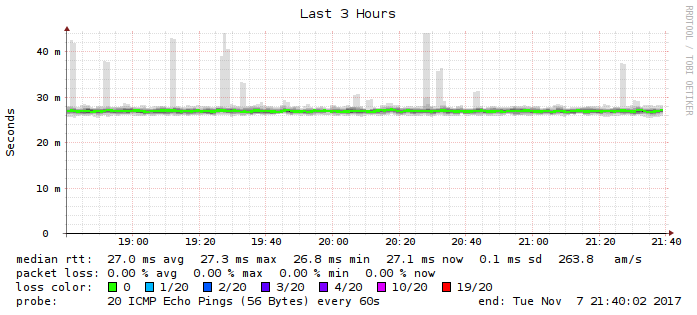 Last 3 Hours
RRDTOOL / TOBI OETIKER
Seconds
40 m
30 m
20 m
10 m
0
19:00 19:20 19:40 20:00 20:20 20:40 21:00 21:20 21:40
median rtt: 27.0 ms avg 27.3 ms max 26.8 ms min 27.1 ms now 0.1 ms sd 263.8 am/s
packet loss: 0.00 % avg 0.00 % max 0.00 % min 0.00 % now
loss color: 0 1/20 2/20 3/20 4/20 10/20 19/20
probe: 20 ICMP Echo Pings (56 Bytes) every 60s end: Tue Nov 7 21:40:02 2017